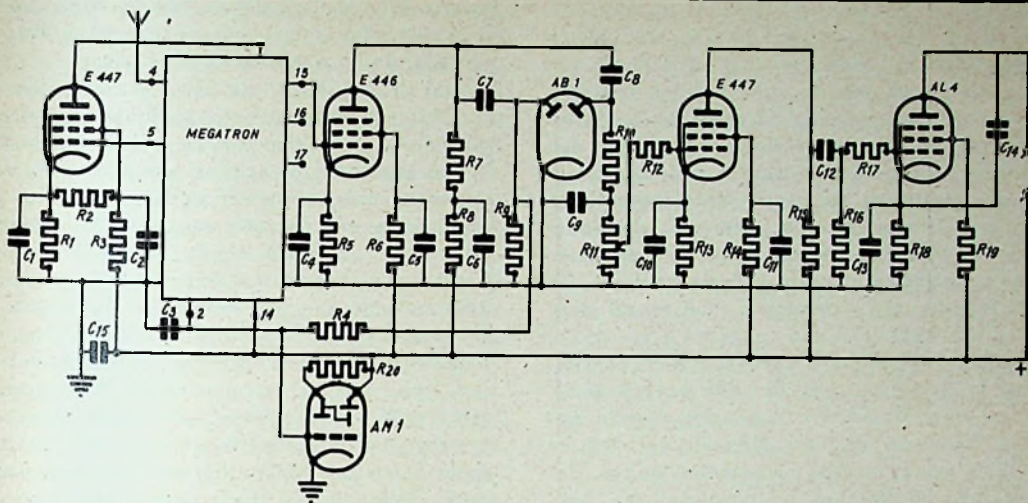 E 447
4
5
MEGATRON
15
16
17
E 446
C7
AB 1
C8
E 447
AL 4
R1
R2
R3
C1
C2
C4
R5
R6
C5
R7
R8
C6
R9
C9
R10
R11
R12
C10
R13
R14
C11
R15
C12
R16
R17
C13
R18
R19
C14
C3
2
14
R4
C15
R20
AM 1
+